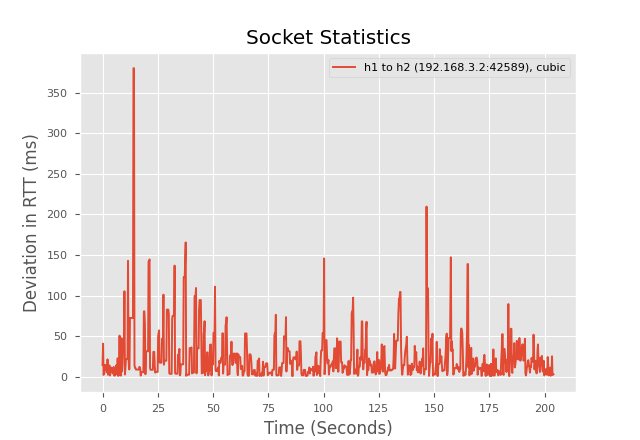 Socket Statistics
h1 to h2 (192.168.3.2:42589), cubic
Deviation in RTT (ms)
350
300
250
200
150
100
50
0
0 25 50 75 100 125 150 175 200
Time (Seconds)